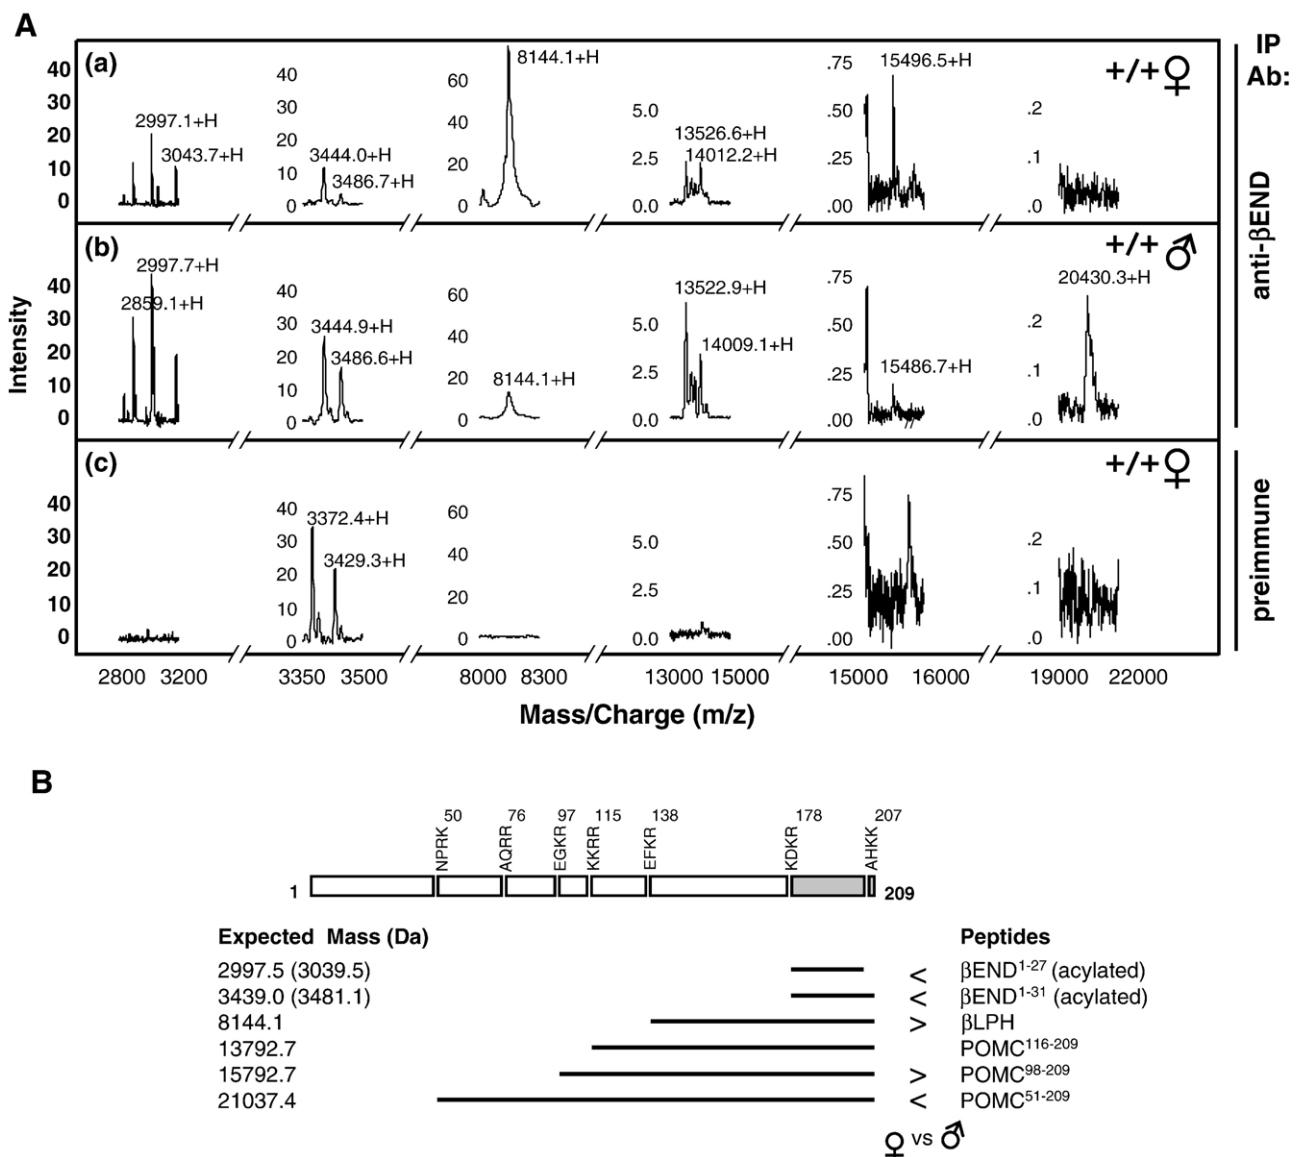 A
IP
Ab:
(a)
+/+♀
40
30
20
10
0
2997.1+H
3043.7+H
40
30
20
10
0
3444.0+H
3486.7+H
60
40
20
0
8144.1+H
5.0
2.5
0.0
13526.6+H
14012.2+H
.75
.50
.25
.00
15496.5+H
.2
.1
.0
anti-βEND
(b)
+/+♂
40
30
20
10
0
2997.7+H
2859.1+H
40
30
20
10
0
3444.9+H
3486.6+H
60
40
20
0
8144.1+H
5.0
2.5
0.0
13522.9+H
14009.1+H
.75
.50
.25
.00
15486.7+H
.2
.1
.0
20430.3+H
Intensity
(c)
+/+♀
40
30
20
10
0
40
30
20
10
0
3372.4+H
3429.3+H
60
40
20
0
5.0
2.5
0.0
.75
.50
.25
.00
.2
.1
.0
preimmune
2800 3200 3350 3500 8000 8300 13000 15000 15000 16000 19000 22000
Mass/Charge (m/z)
B
NPRK 50
AQRR 76
EGKR 97
KKRR 115
EFKR 138
KDKR 178
AHKK 207
1 209
Expected Mass (Da) Peptides
2997.5 (3039.5) < βEND1-27 (acylated)
3439.0 (3481.1) < βEND1-31 (acylated)
8144.1 > βLPH
13792.7 POMC116-209
15792.7 > POMC98-209
21037.4 < POMC51-209
♀ vs ♂